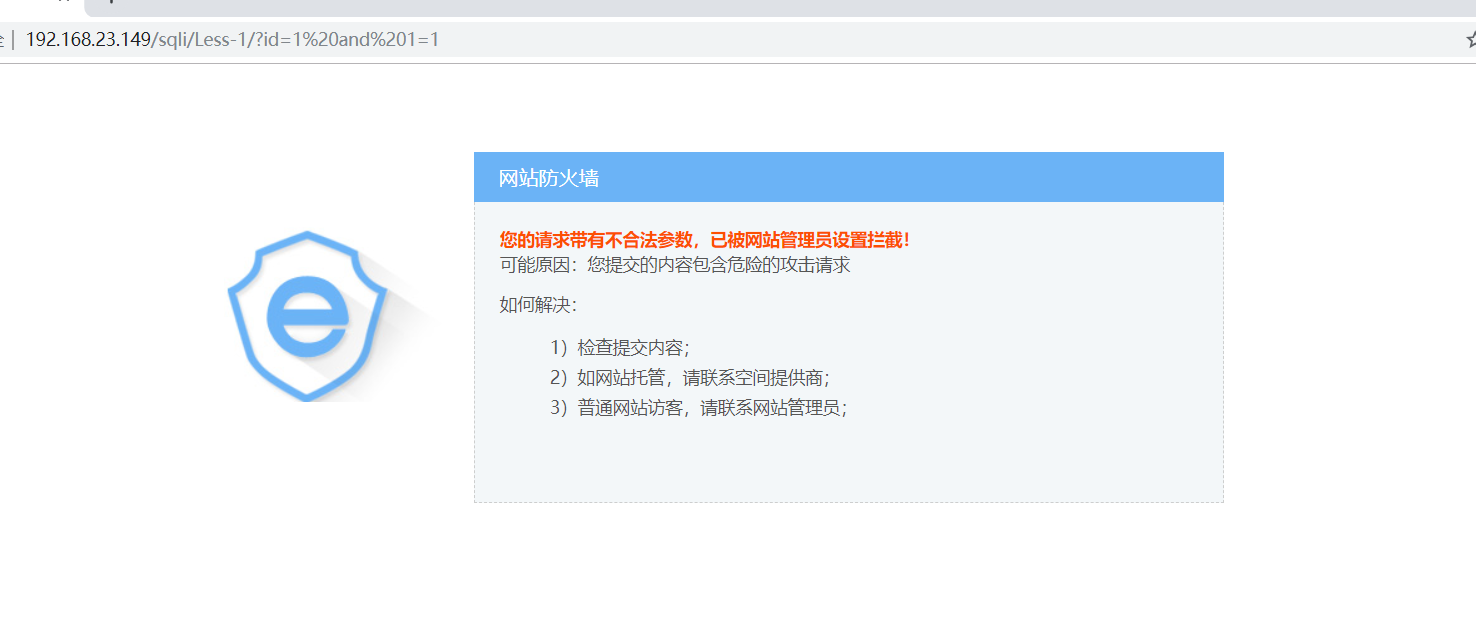 192.168.23.149/sqli/Less-1/?id=1%20and%201=1
网站防火墙
您的请求带有不合法参数，已被网站管理员设置拦截！
可能原因：您提交的内容包含危险的攻击请求
如何解决：
1）检查提交内容；
2）如网站托管，请联系空间提供商；
3）普通网站访客，请联系网站管理员；